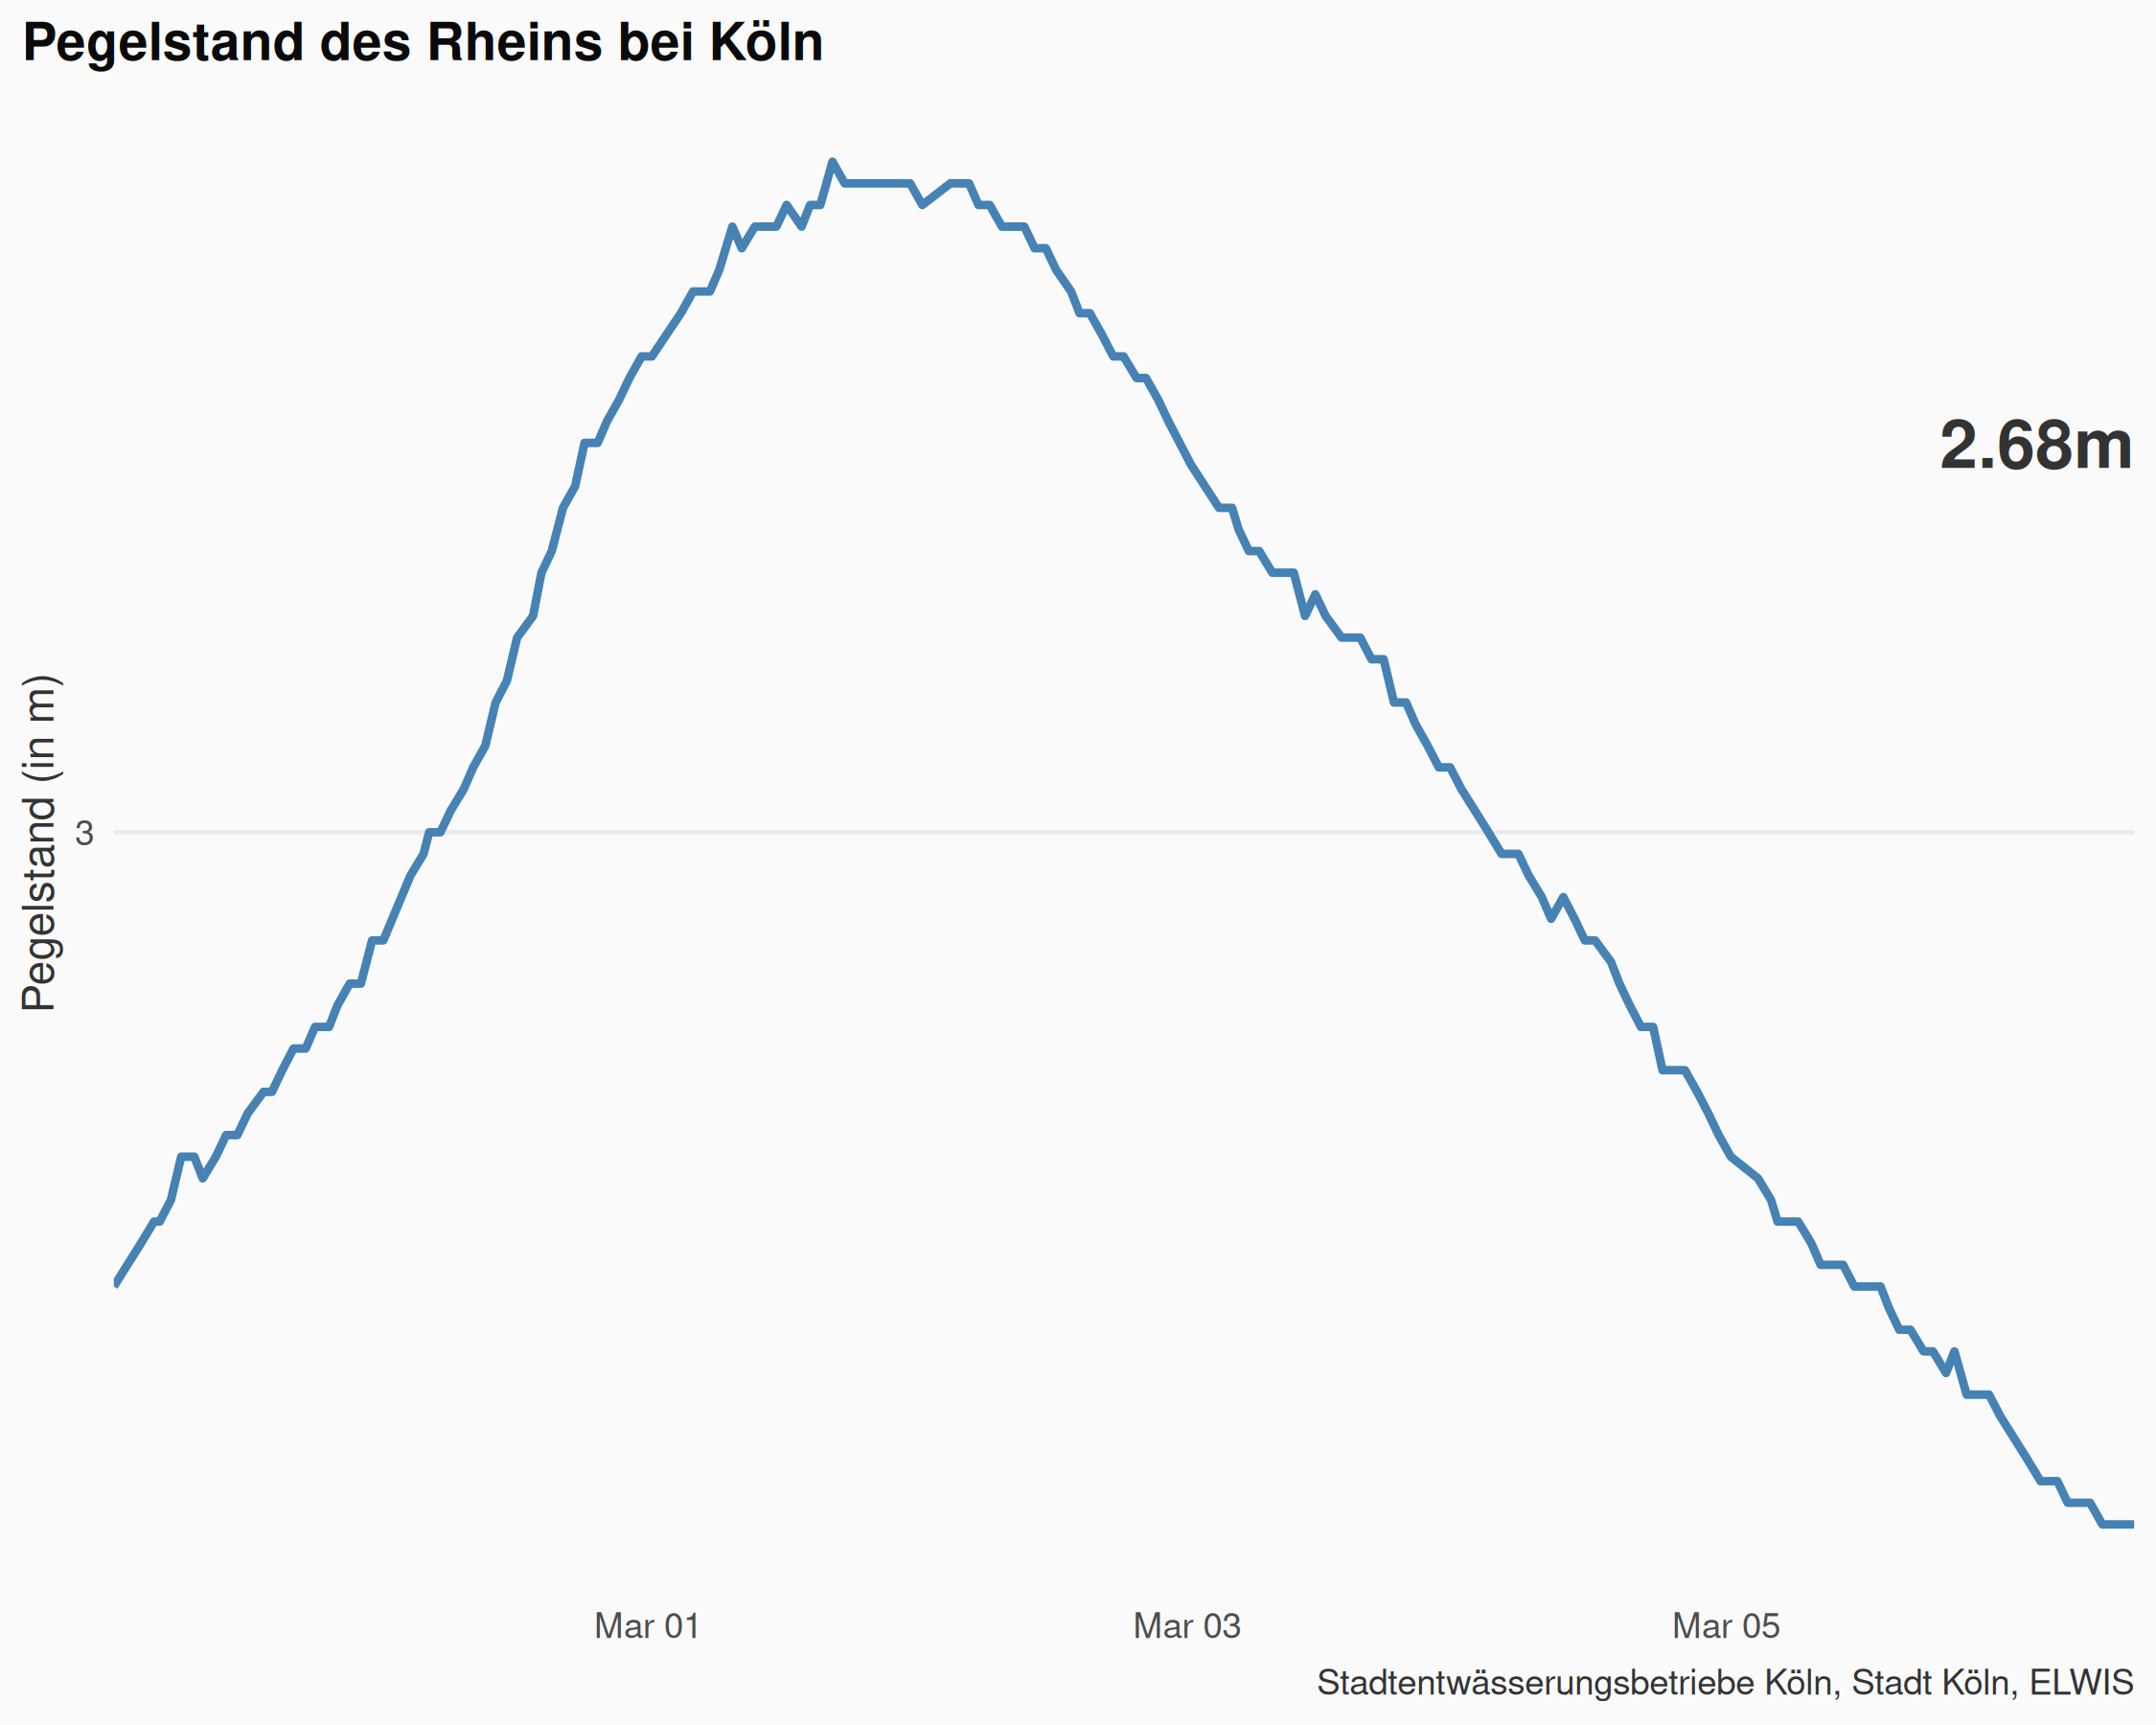 Pegelstand des Rheins bei Köln
2.68m
Pegelstand (in m)
3
Mar 01
Mar 03
Mar 05
Stadtentwässerungsbetriebe Köln, Stadt Köln, ELWIS